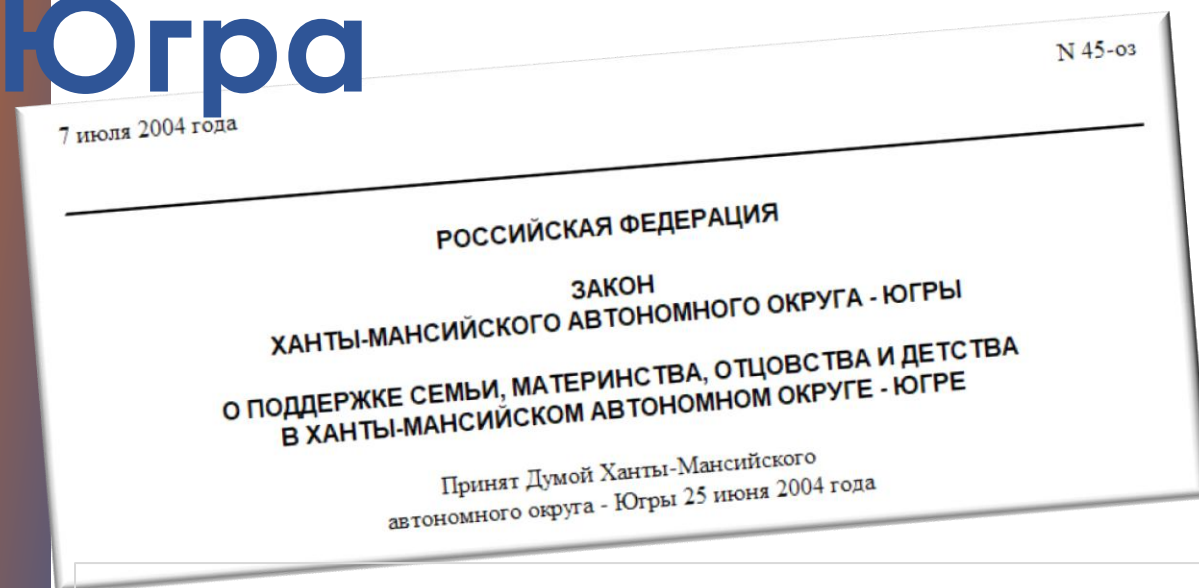 Югра
N 45-оз
7 июля 2004 года
РОССИЙСКАЯ ФЕДЕРАЦИЯ
ЗАКОН
ХАНТЫ-МАНСИЙСКОГО АВТОНОМНОГО ОКРУГА - ЮГРЫ
О ПОДДЕРЖКЕ СЕМЬИ, МАТЕРИНСТВА, ОТЦОВСТВА И ДЕТСТВА
В ХАНТЫ-МАНСИЙСКОМ АВТОНОМНОМ ОКРУГЕ - ЮГРЕ
Принят Думой Ханты-Мансийского
автономного округа - Югры 25 июня 2004 года